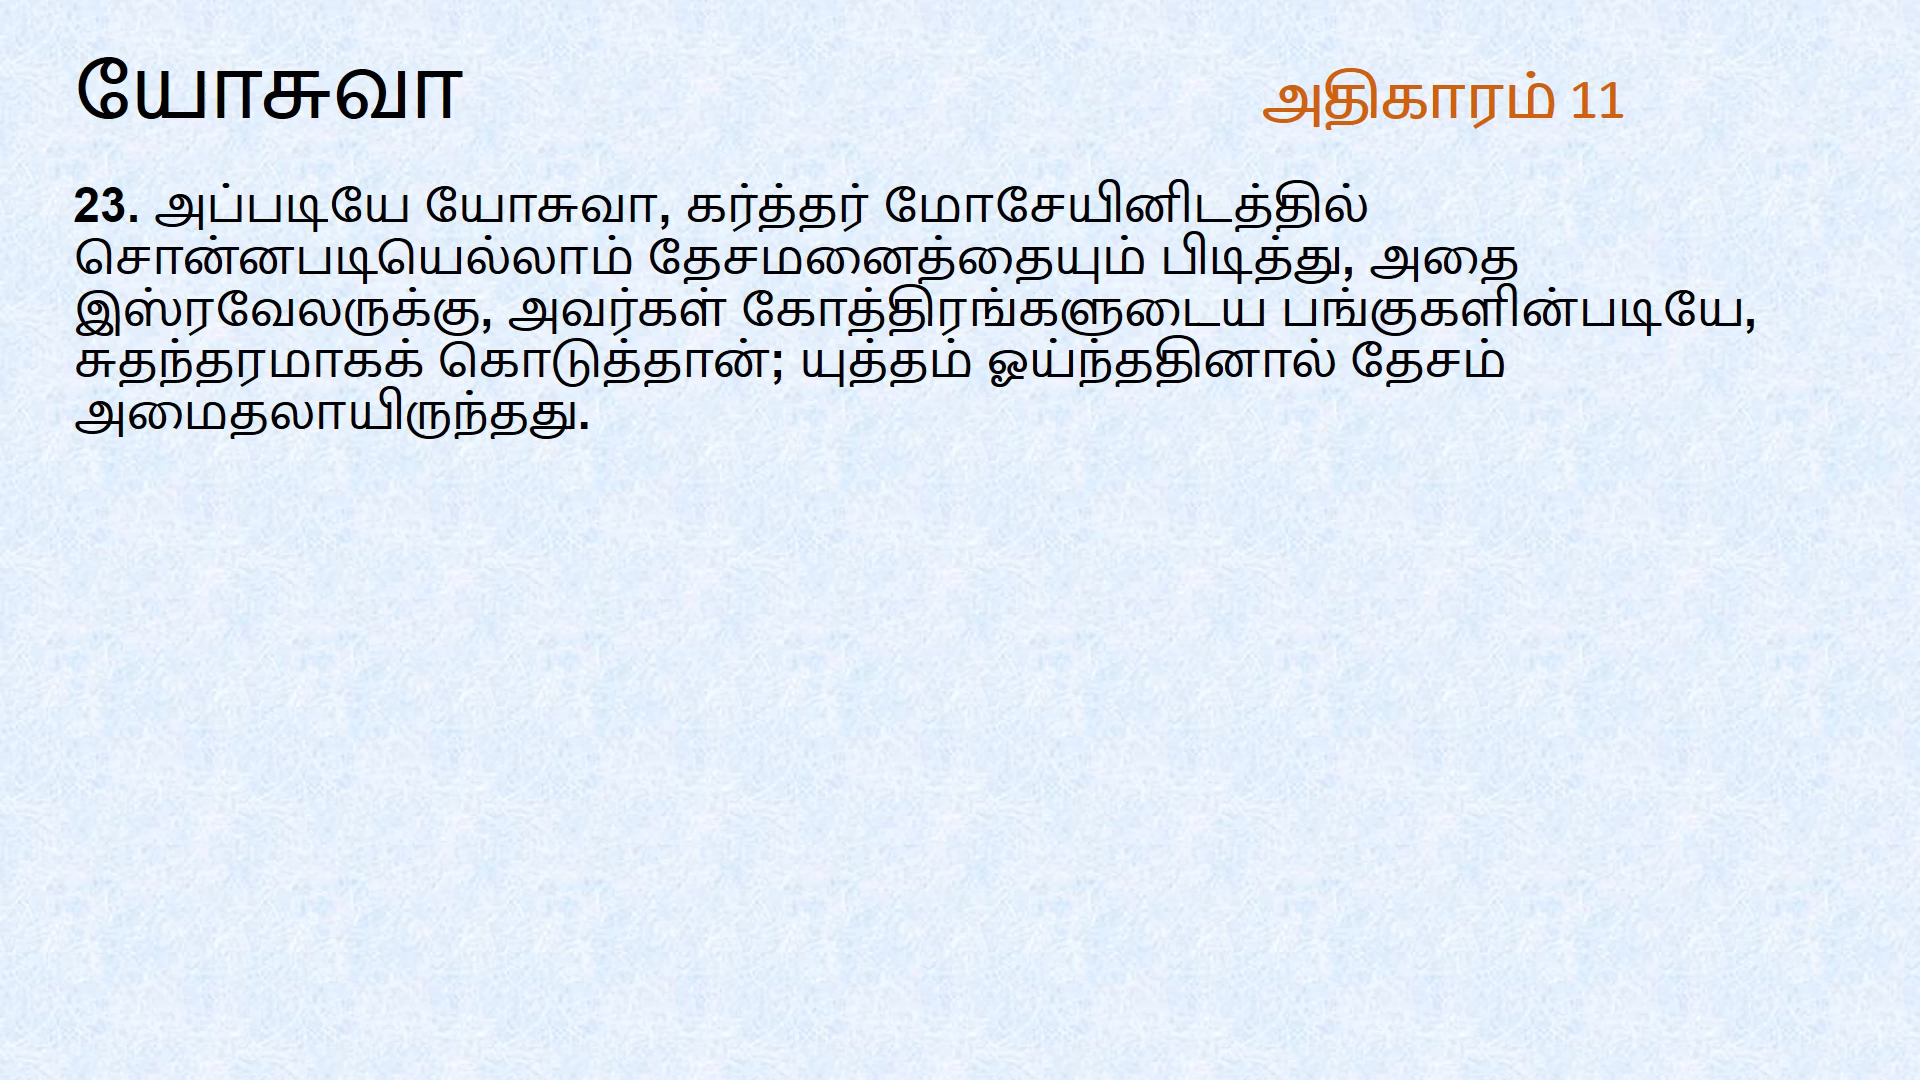 யோசுவா அதிகாரம் 11
23. அப்படியே யோசுவா, கர்த்தர் மோசேயினிடத்தில்
சொன்னபடியெல்லாம் தேசமனைத்தையும் பிடித்து, அதை
இஸ்ரவேலருக்கு, அவர்கள் கோத்திரங்களுடைய பங்குகளின்படியே,
சுதந்தரமாகக் கொடுத்தான்; யுத்தம் ஓய்ந்ததினால் தேசம்
அமைதலாயிருந்தது.